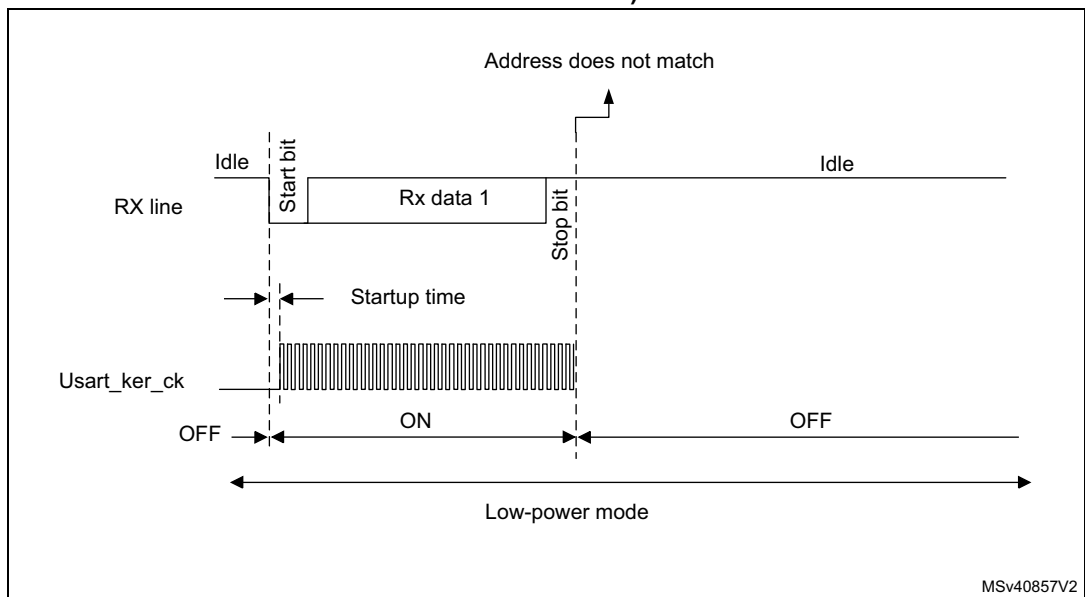 Address does not match
Idle
Start bit
Idle
RX line
Rx data 1
Stop bit
Startup time
Usart_ker_ck
OFF
ON
OFF
Low-power mode
MSv40857V2